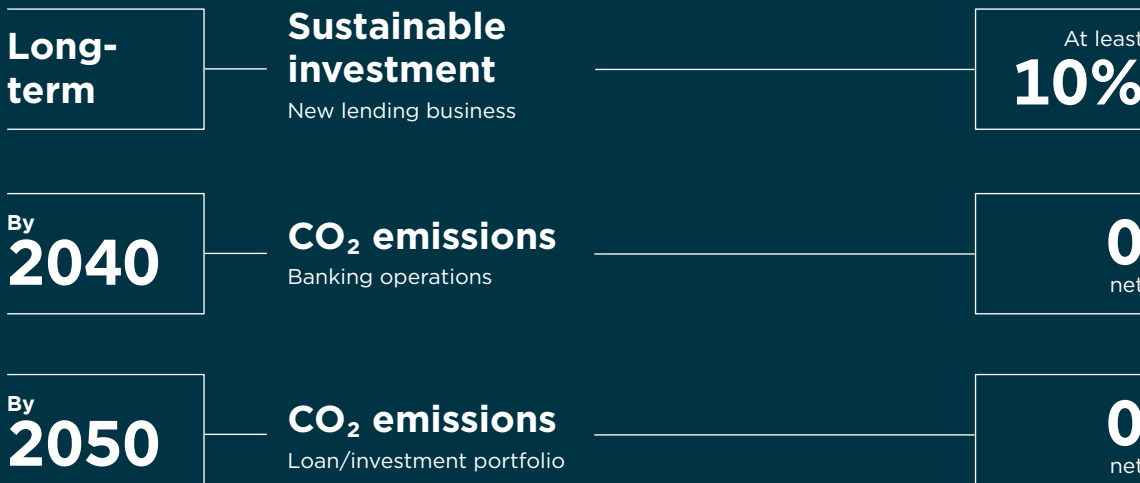 Long-
term
Sustainable
investment
New lending business
At least
10%
By
2040
CO₂ emissions
Banking operations
0
net
By
2050
CO₂ emissions
Loan/investment portfolio
0
net